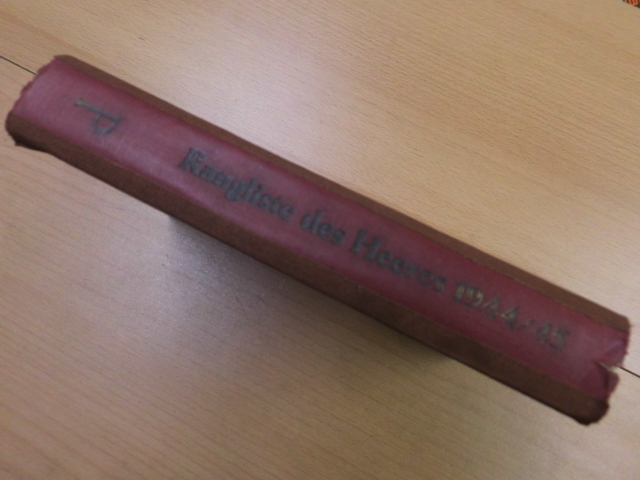 P
Rangliste des Heeres 1944/45